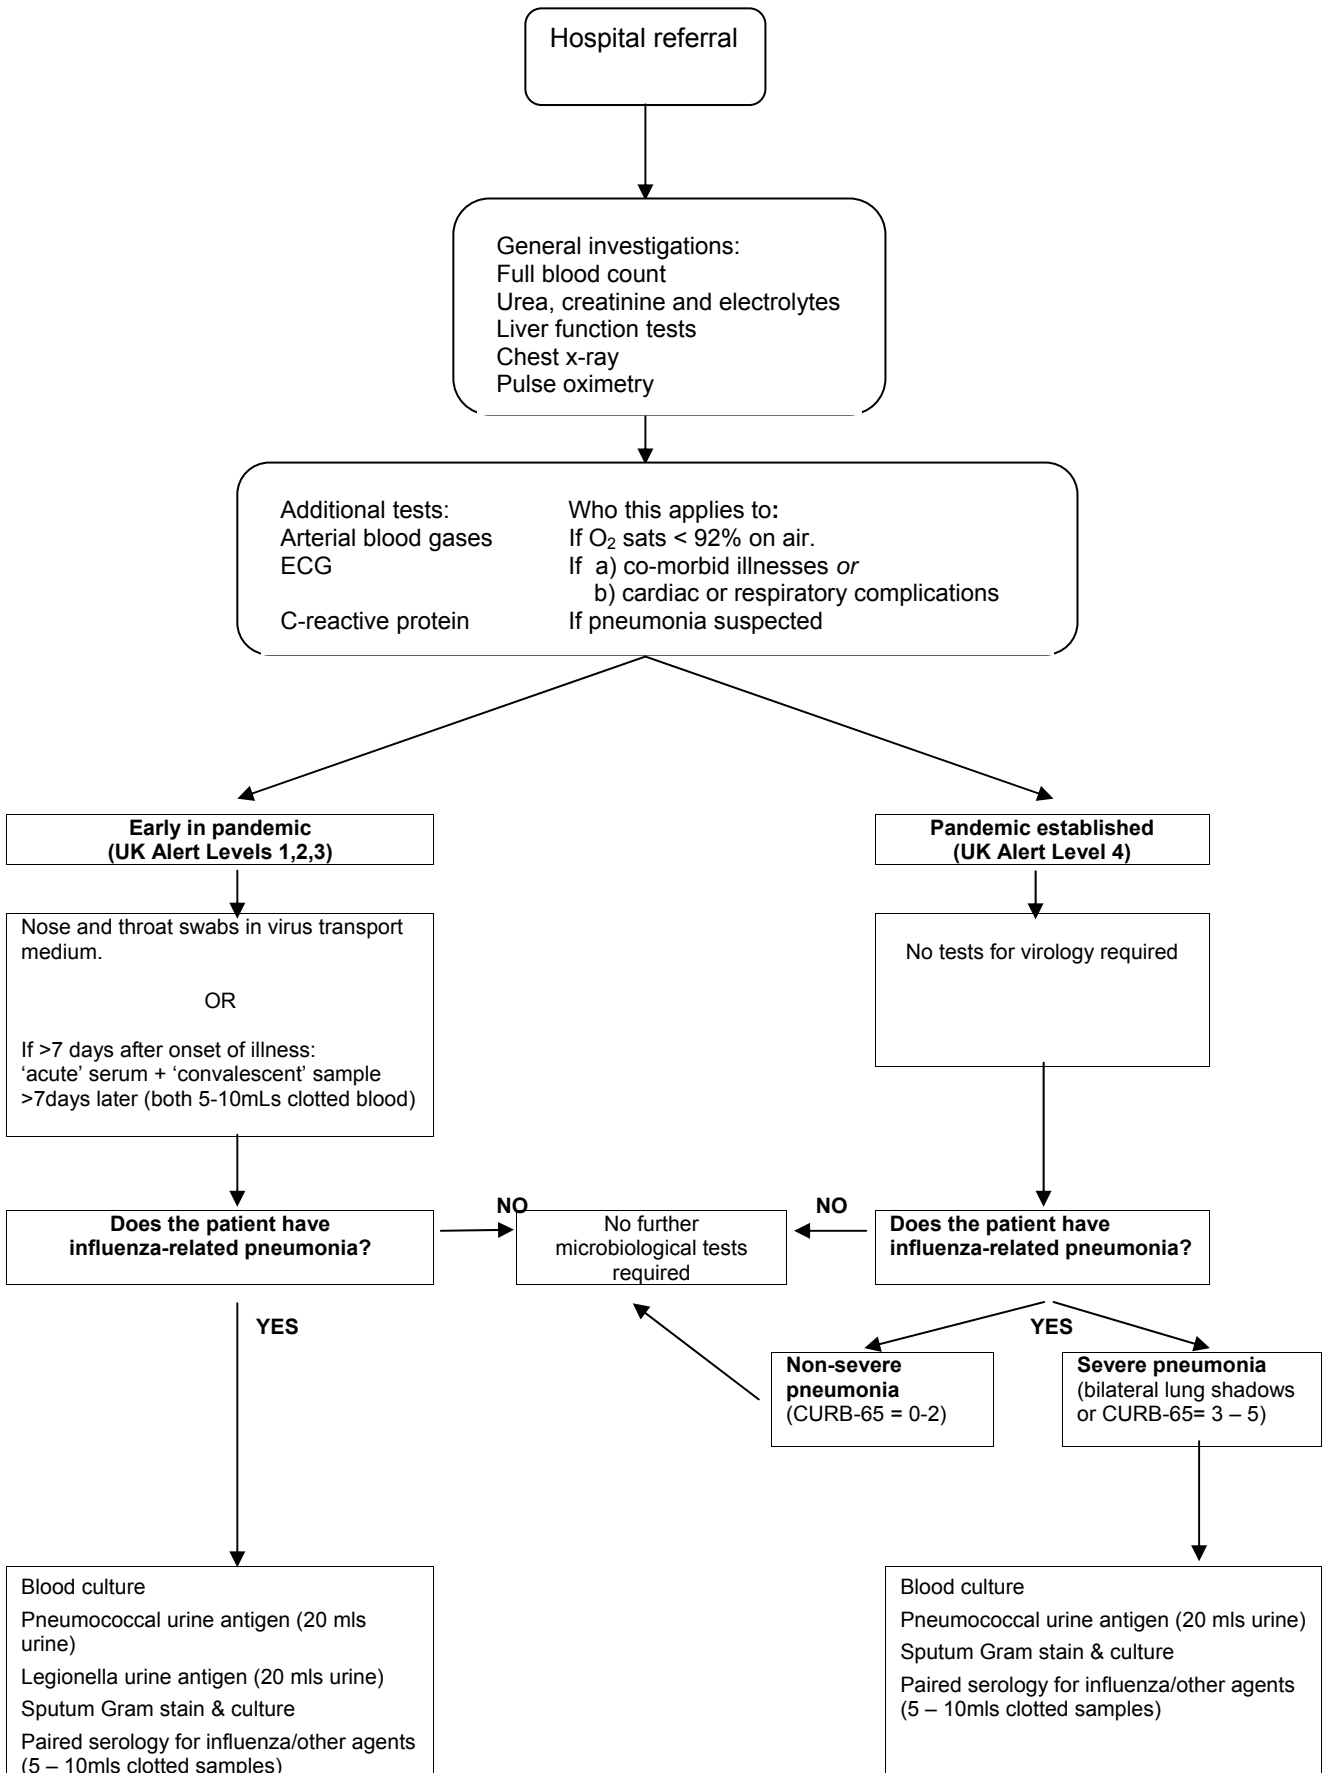 Hospital referral
General investigations:
Full blood count
Urea, creatinine and electrolytes
Liver function tests
Chest x-ray
Pulse oximetry
Additional tests: Who this applies to:
Arterial blood gases If O₂ sats < 92% on air.
ECG If a) co-morbid illnesses or
b) cardiac or respiratory complications
C-reactive protein If pneumonia suspected
Early in pandemic
(UK Alert Levels 1,2,3)
Pandemic established
(UK Alert Level 4)
Nose and throat swabs in virus transport
medium.
OR
If >7 days after onset of illness:
‘acute’ serum + ‘convalescent’ sample
>7days later (both 5-10mLs clotted blood)
No tests for virology required
Does the patient have
influenza-related pneumonia?
NO
No further
microbiological tests
required
NO
Does the patient have
influenza-related pneumonia?
YES
YES
Non-severe
pneumonia
(CURB-65 = 0-2)
Severe pneumonia
(bilateral lung shadows
or CURB-65= 3 – 5)
Blood culture
Pneumococcal urine antigen (20 mls
urine)
Legionella urine antigen (20 mls urine)
Sputum Gram stain & culture
Paired serology for influenza/other agents
(5 – 10mls clotted samples)
Blood culture
Pneumococcal urine antigen (20 mls urine)
Sputum Gram stain & culture
Paired serology for influenza/other agents
(5 – 10mls clotted samples)